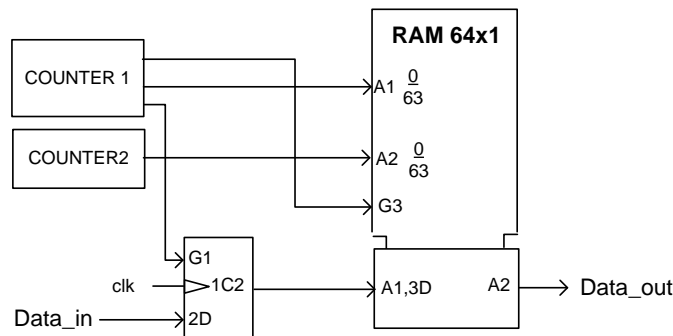 RAM 64x1
COUNTER 1
A1 0/63
COUNTER2
A2 0/63
G3
G1
clk
1C2
A1,3D
A2
Data_out
Data_in
2D